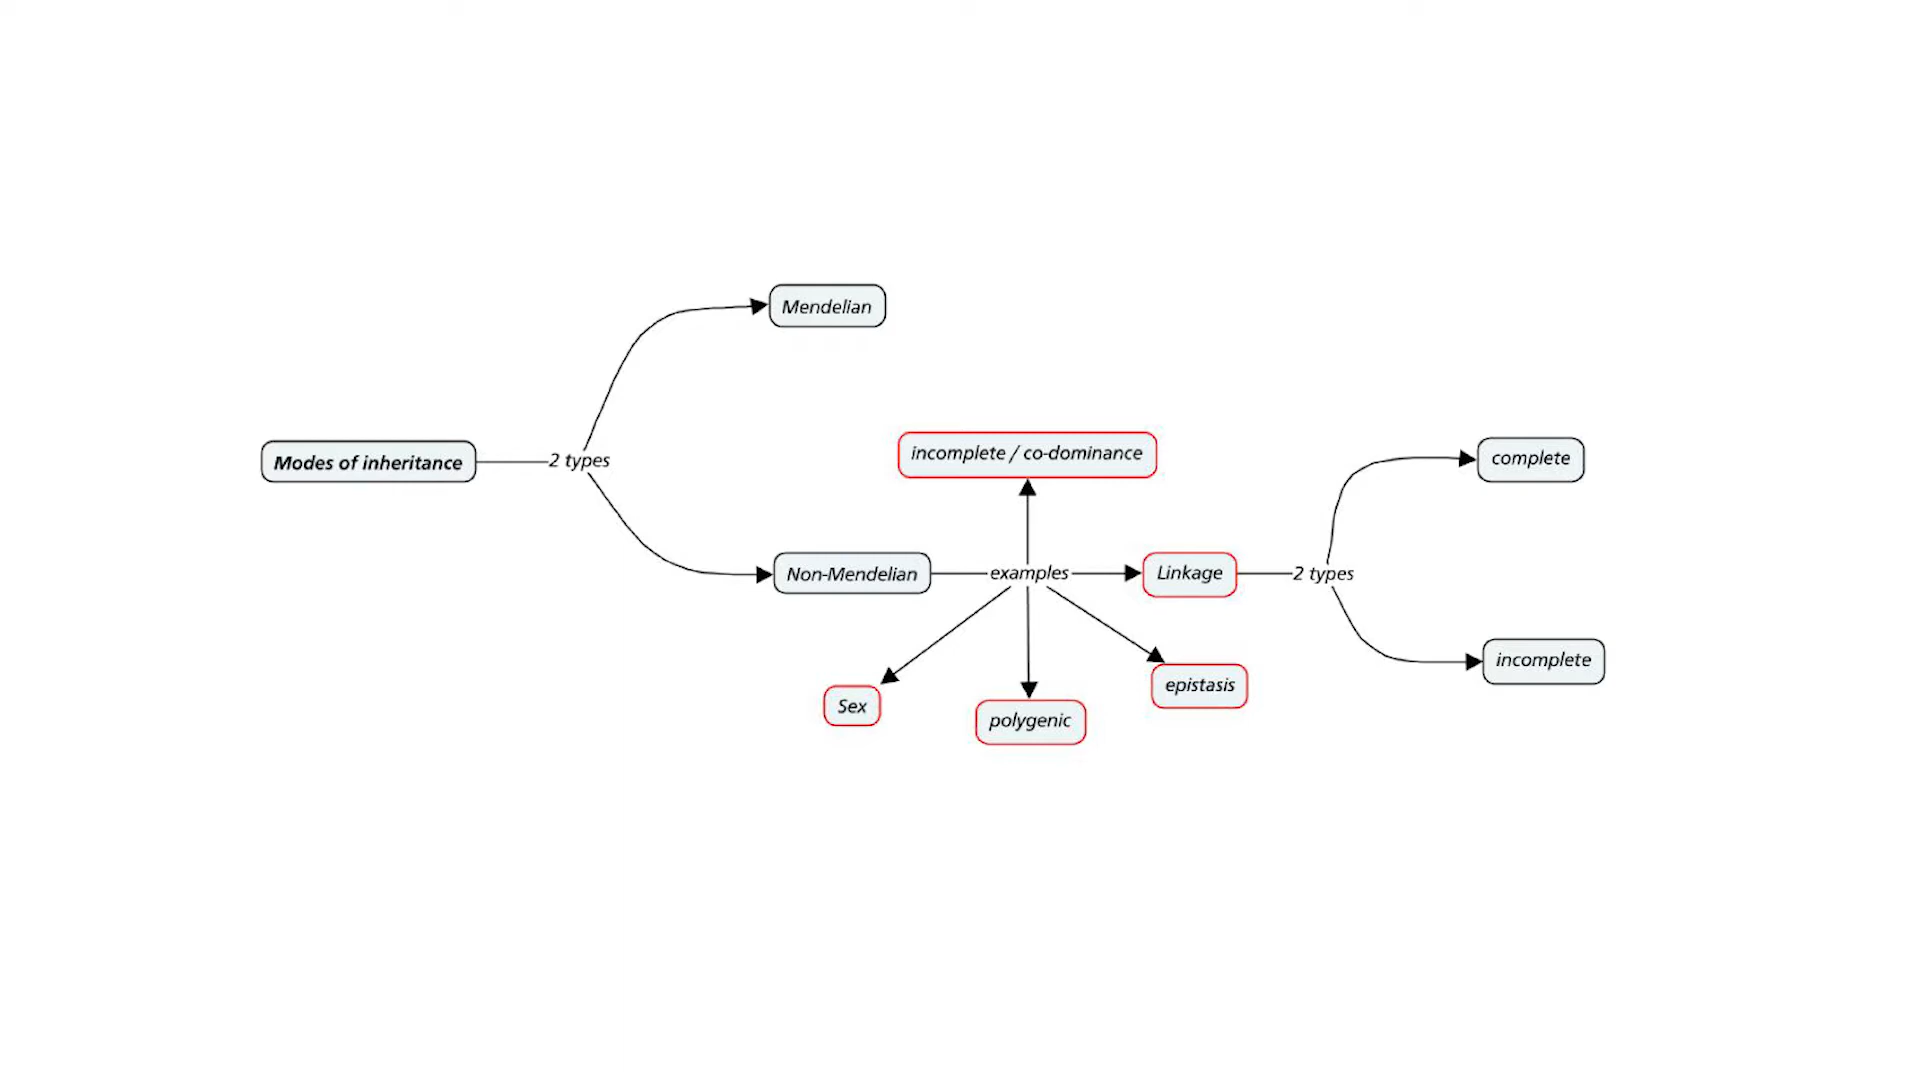 Mendelian
Modes of inheritance
2 types
incomplete / co-dominance
complete
Non-Mendelian
examples
Linkage
2 types
incomplete
Sex
polygenic
epistasis